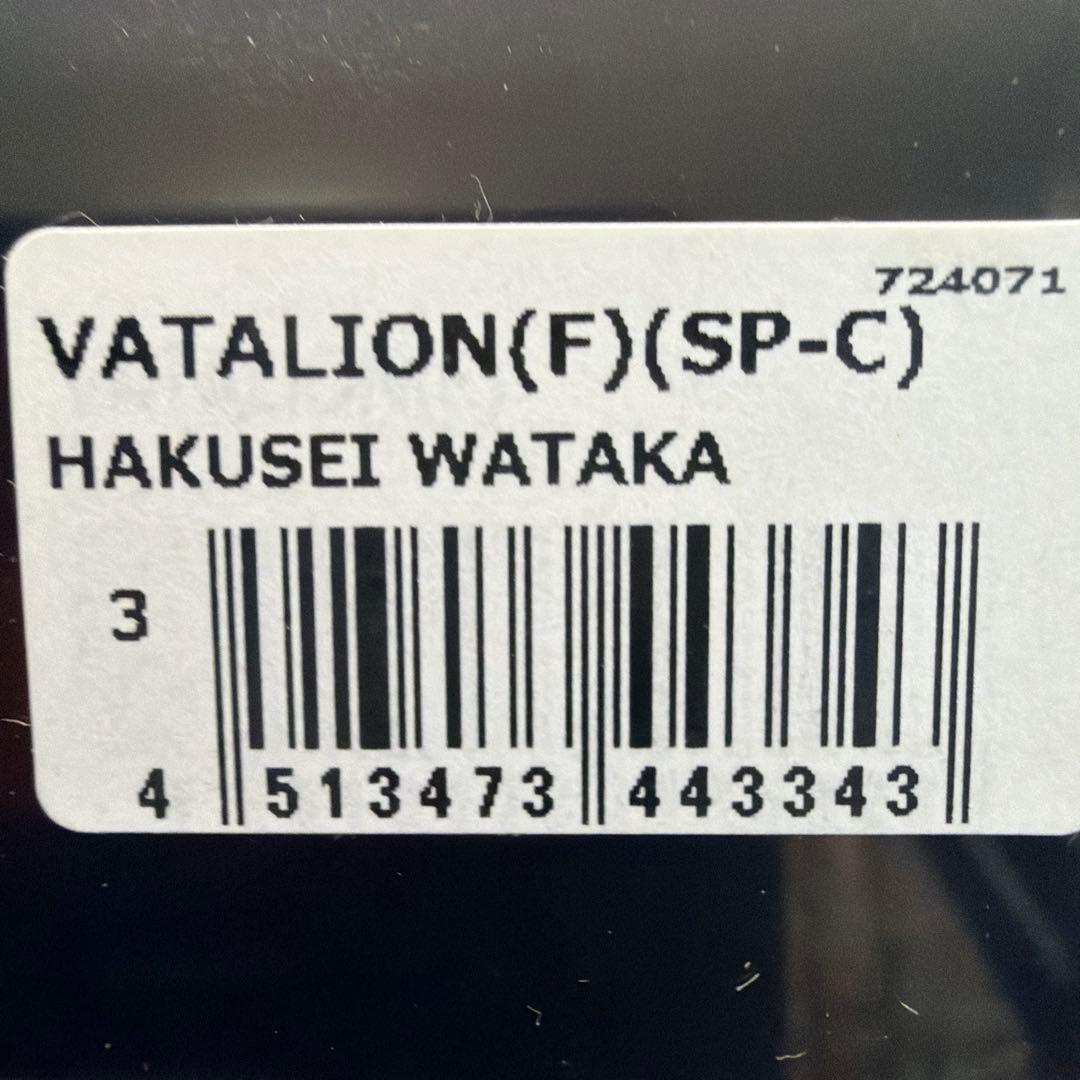 724071
VATALION(F)(SP-C)
HAKUSEI WATAKA
3
4 513473 443343